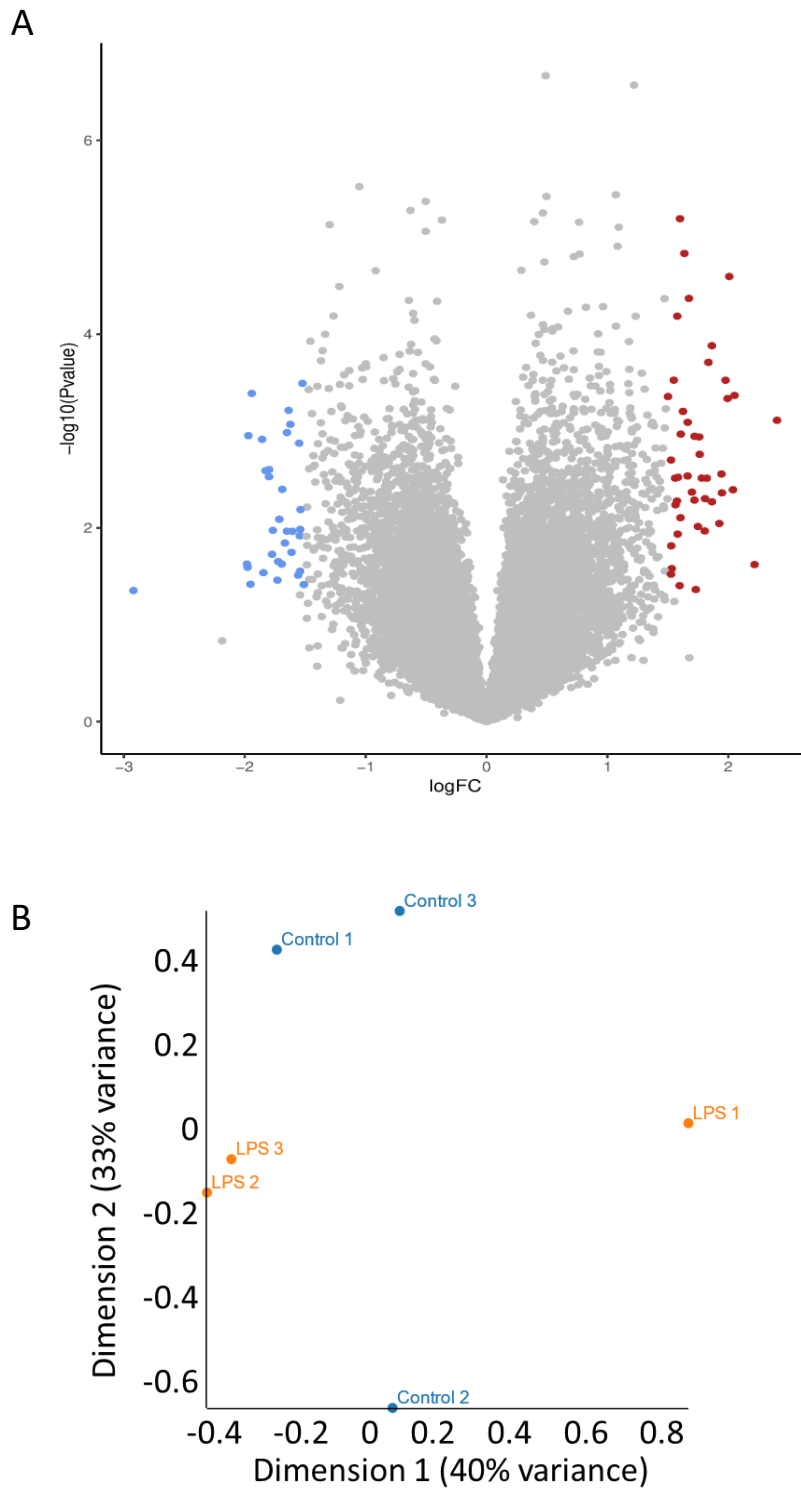 A
6
4
2
0
-log10(Pvalue)
−3 −2 −1 0 1 2
logFC
B
Control 3
Control 1
0.4
0.2
0
-0.2
-0.4
-0.6
LPS 1
LPS 3
LPS 2
Control 2
Dimension 2 (33% variance)
-0.4 -0.2 0 0.2 0.4 0.6 0.8
Dimension 1 (40% variance)